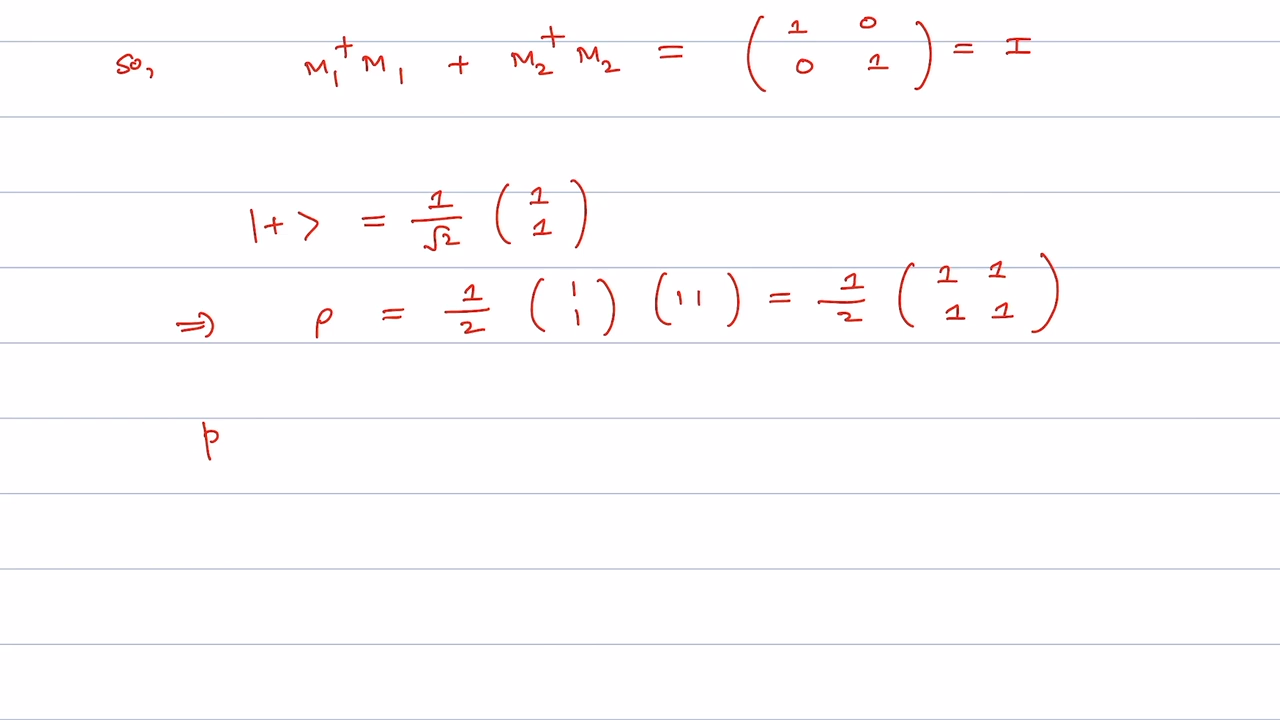 so, M₁⁺ M₁ + M₂⁺ M₂ = ( 1 0 0 1 ) = I
|+> = 1/√2 ( 1 1 )
⇒ ρ = 1/2 ( 1 1 ) ( 1 1 ) = 1/2 ( 1 1 1 1 )
p